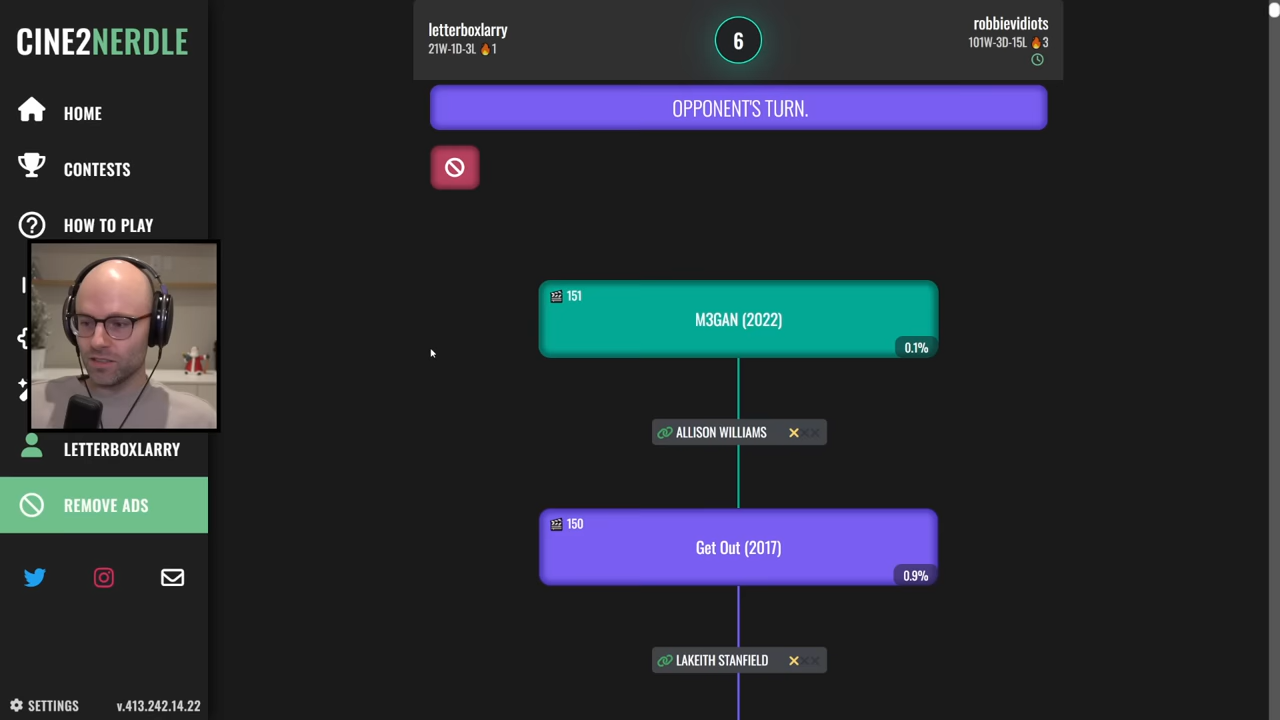 CINE2NERDLE
HOME
CONTESTS
HOW TO PLAY
LETTERBOXLARRY
REMOVE ADS
SETTINGS
v.413.242.14.22
letterboxlarry
21W-1D-3L 🔥1
6
robbievidiots
101W-3D-15L 🔥3
OPPONENT'S TURN.
151
M3GAN (2022)
0.1%
ALLISON WILLIAMS
150
Get Out (2017)
0.9%
LAKEITH STANFIELD